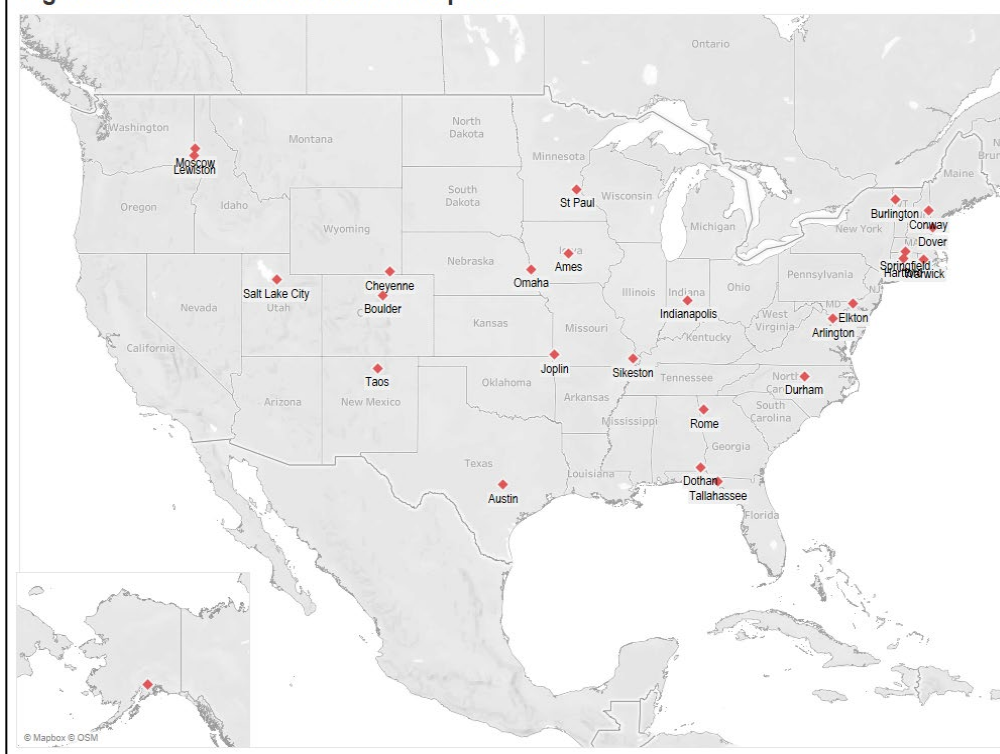 Ontario
Washington
Moscow
Lewiston
Montana
North
Dakota
Minnesota
St Paul
Wisconsin
Maine
Oregon
Idaho
South
Dakota
Wyoming
Michigan
Burlington
Conway
New York
Dover
Springfield
Hartford
Warwick
Nebraska
Iowa
Ames
Omaha
Cheyenne
Boulder
Salt Lake City
Utah
Nevada
Illinois
Indiana
Indianapolis
Ohio
Pennsylvania
NJ
MD
Elkton
Arlington
West
Virginia
Kentucky
Kansas
Missouri
California
Joplin
Sikeston
Tennessee
North
Durham
Taos
Oklahoma
Arkansas
Arizona
New Mexico
Mississippi
Rome
South
Carolina
Georgia
Texas
Louisiana
Dothan
Tallahassee
Austin
Florida
© Mapbox © OSM